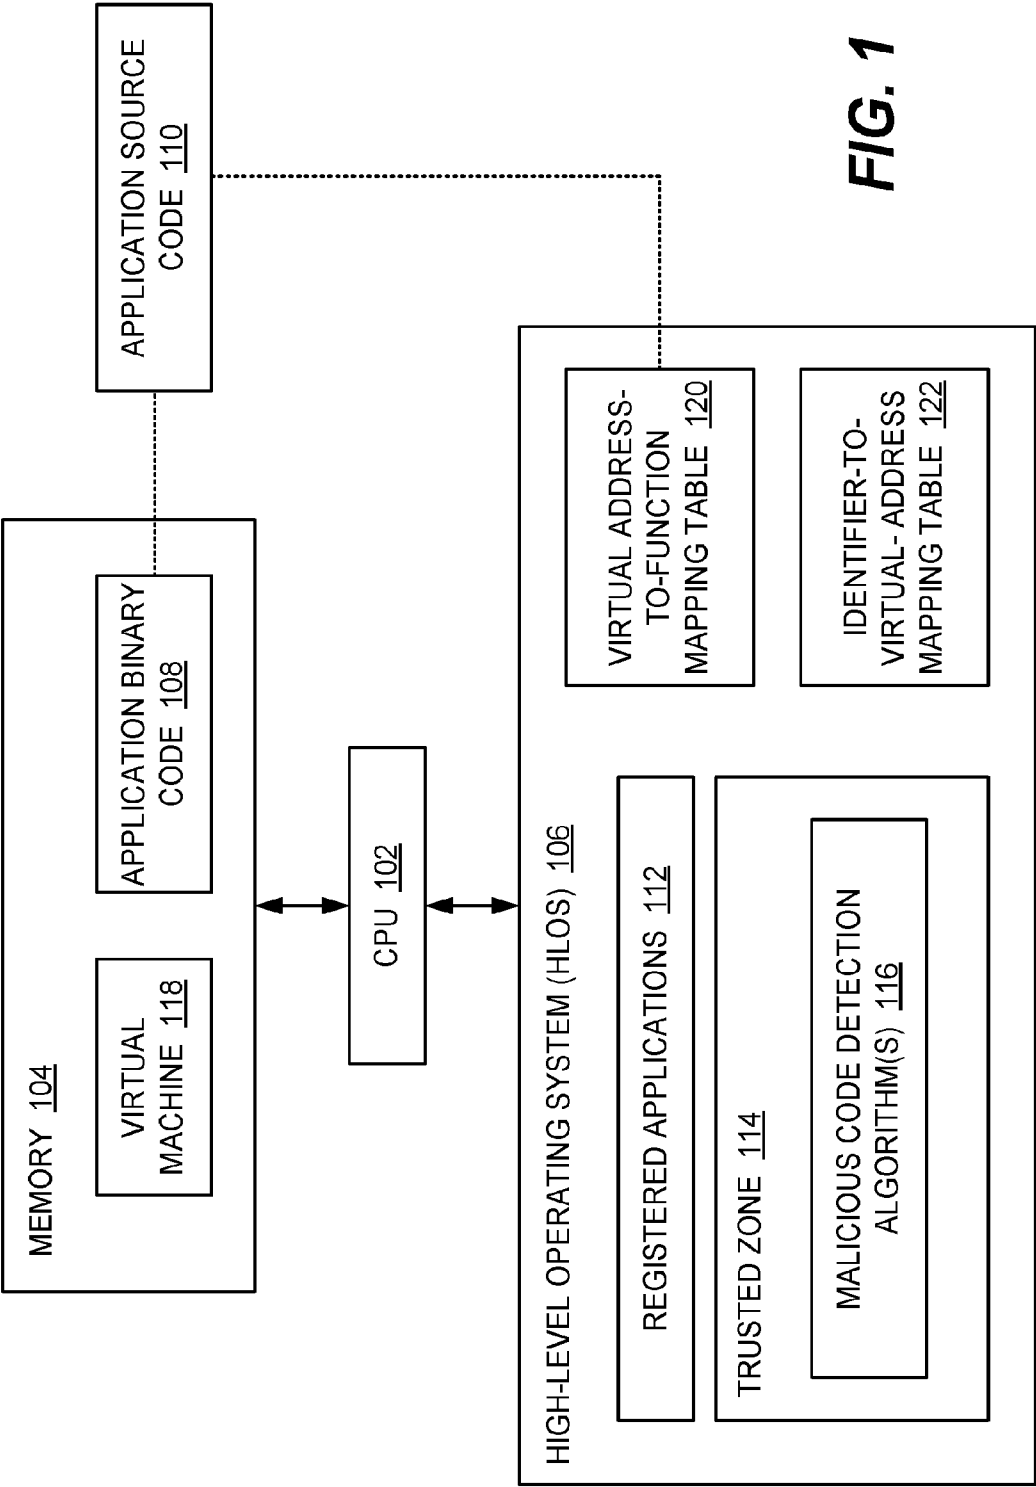 MEMORY 104
VIRTUAL
MACHINE 118
APPLICATION BINARY
CODE 108
APPLICATION SOURCE
CODE 110
CPU 102
HIGH-LEVEL OPERATING SYSTEM (HLOS) 106
REGISTERED APPLICATIONS 112
TRUSTED ZONE 114
MALICIOUS CODE DETECTION
ALGORITHM(S) 116
VIRTUAL ADDRESS-
TO-FUNCTION
MAPPING TABLE 120
IDENTIFIER-TO-
VIRTUAL- ADDRESS
MAPPING TABLE 122
FIG. 1